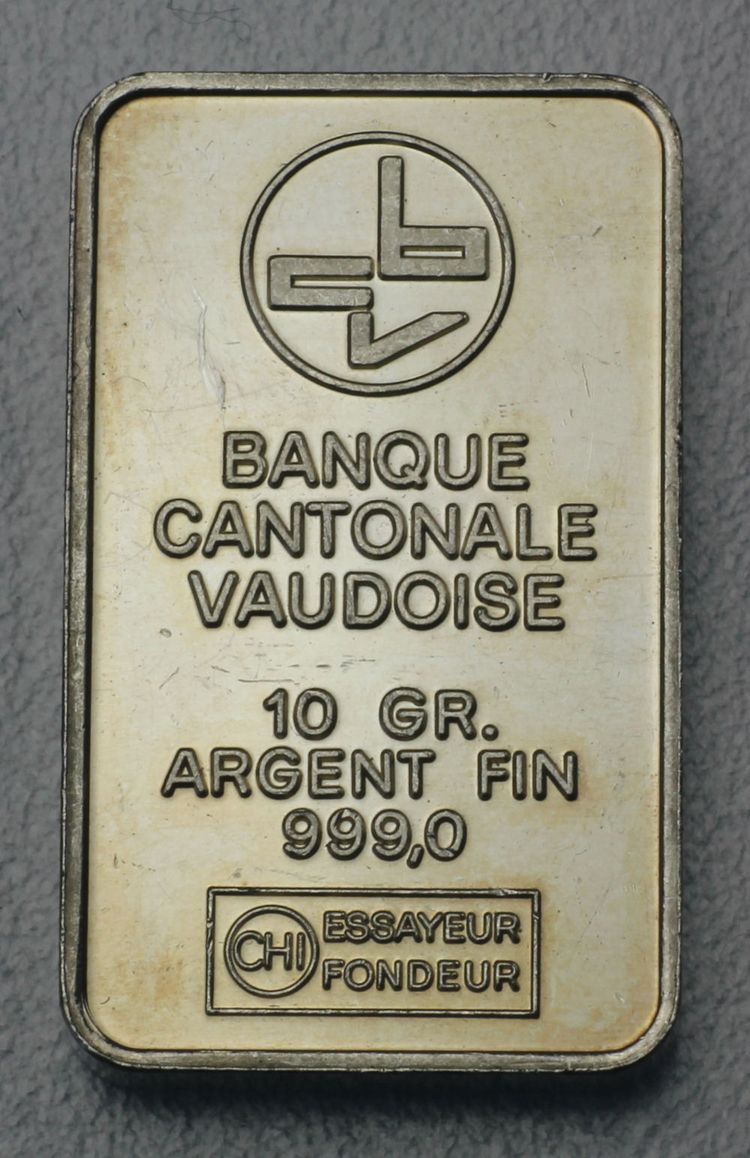 b
c
v
BANQUE
CANTONALE
VAUDOISE
10 GR.
ARGENT FIN
999,0
CHI ESSAYEUR
FONDEUR